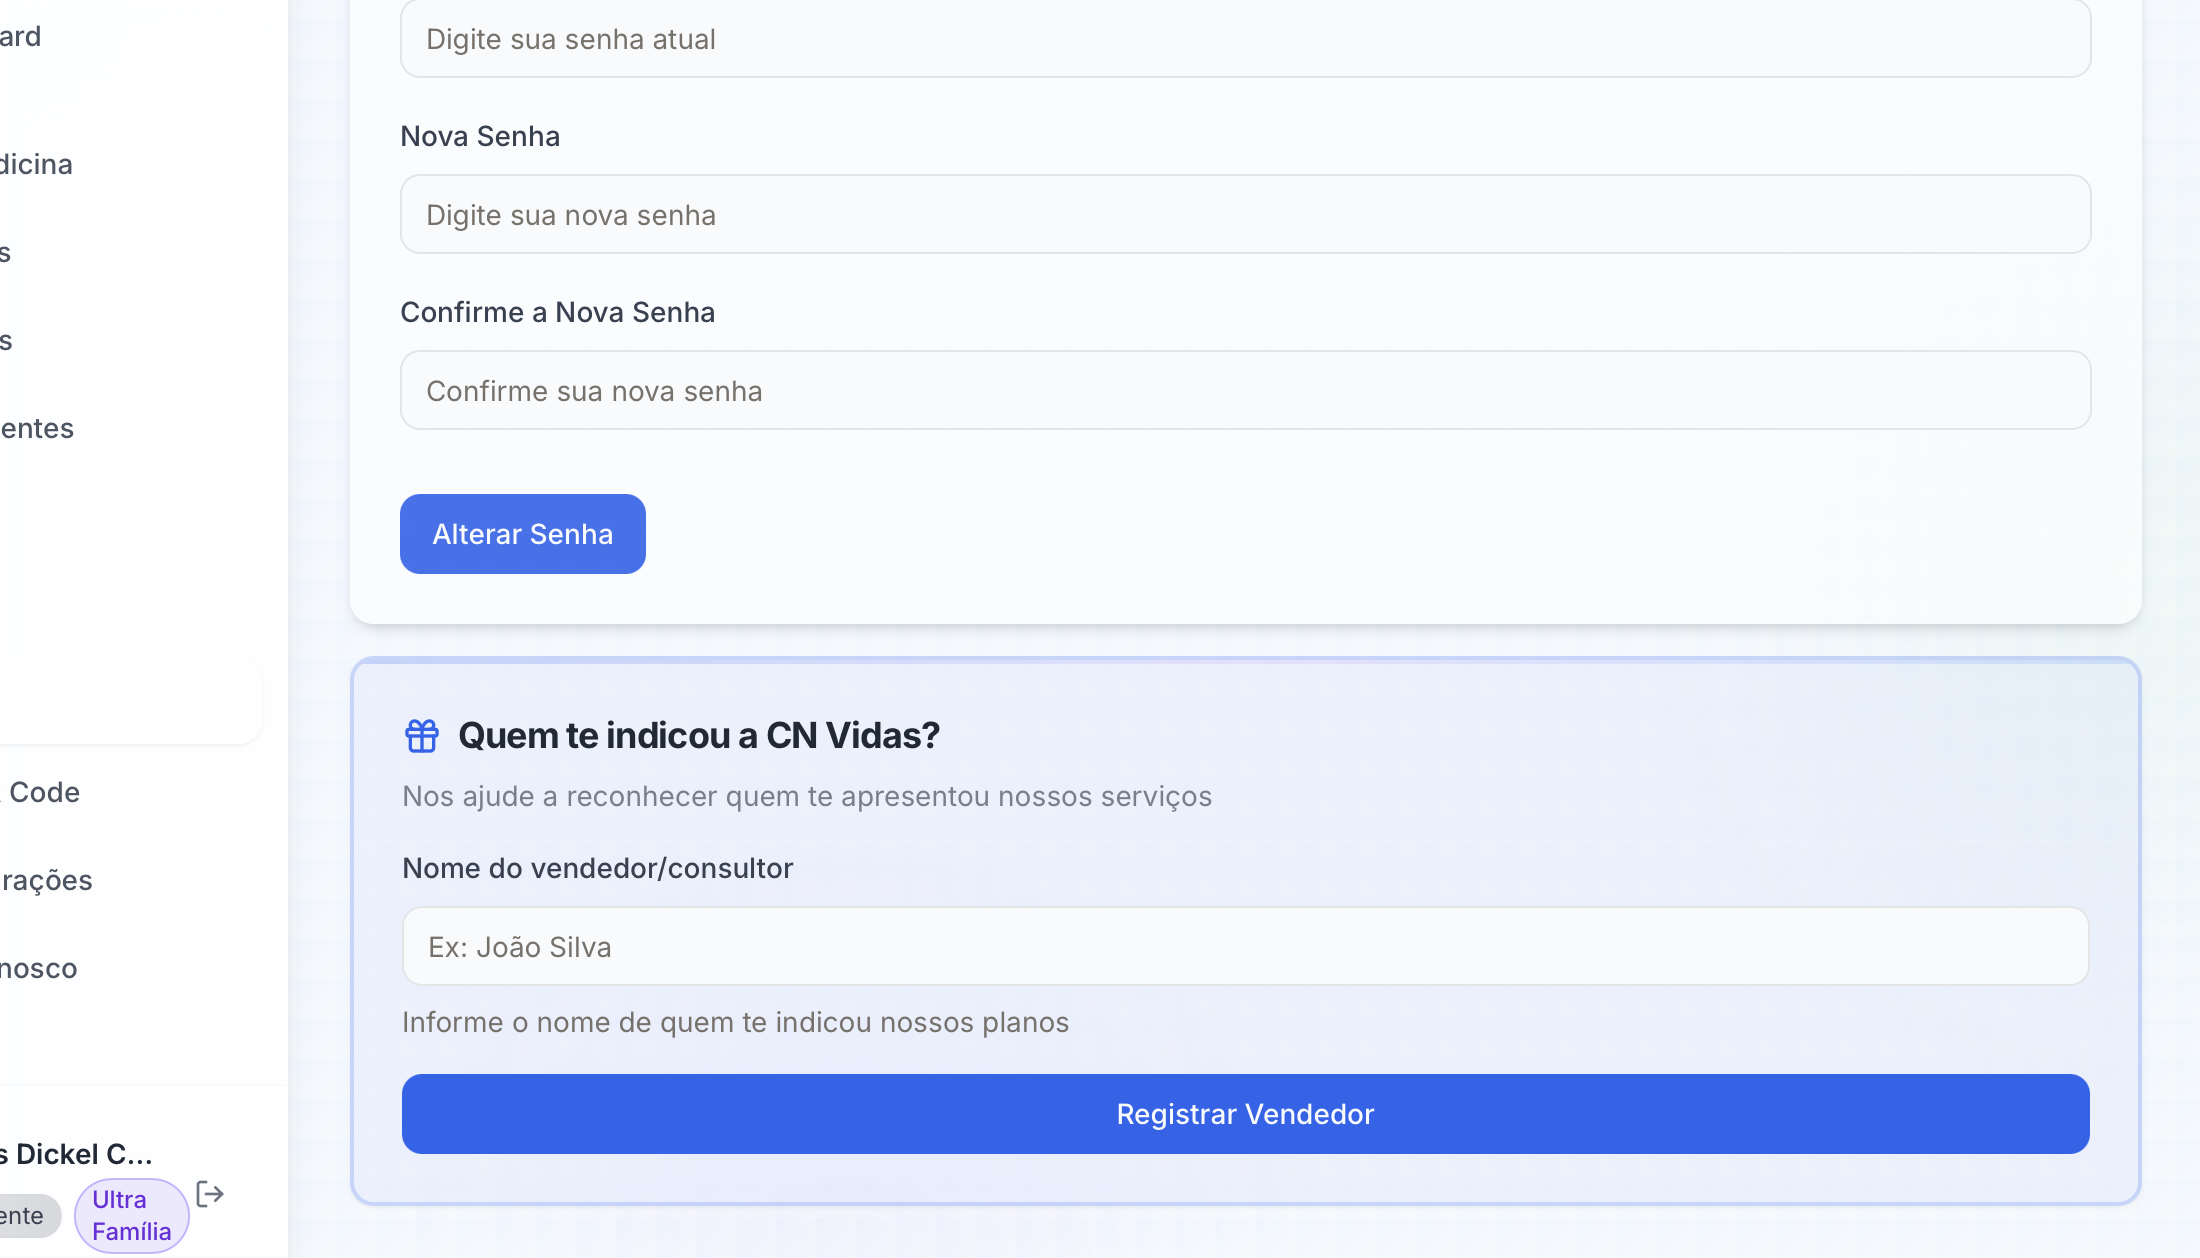 ard
dicina
s
s
entes
Code
rações
nosco
s Dickel C...
ente
Ultra
Família
Digite sua senha atual
Nova Senha
Digite sua nova senha
Confirme a Nova Senha
Confirme sua nova senha
Alterar Senha
Quem te indicou a CN Vidas?
Nos ajude a reconhecer quem te apresentou nossos serviços
Nome do vendedor/consultor
Ex: João Silva
Informe o nome de quem te indicou nossos planos
Registrar Vendedor